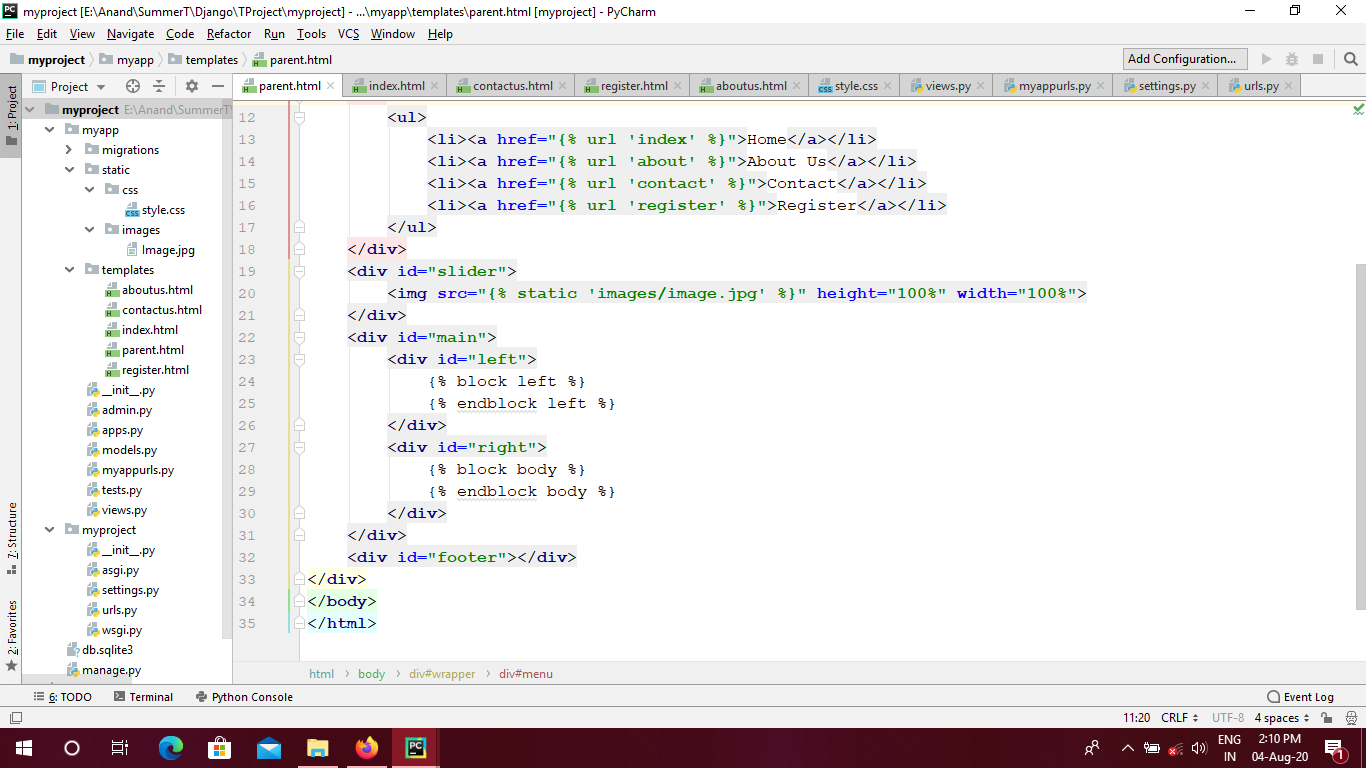 myproject [E:\Anand\SummerT\Django\TProject\myproject] - ...\myapp\templates\parent.html [myproject] - PyCharm
File Edit View Navigate Code Refactor Run Tools VCS Window Help
myproject myapp templates parent.html Add Configuration...
Project parent.html index.html contactus.html register.html aboutus.html style.css views.py myappurls.py settings.py urls.py
1: Project
7: Structure
2: Favorites
myproject E:\Anand\SummerT
myapp
migrations
static
css
style.css
images
Image.jpg
templates
aboutus.html
contactus.html
index.html
parent.html
register.html
__init__.py
admin.py
apps.py
models.py
myappurls.py
tests.py
views.py
myproject
__init__.py
asgi.py
settings.py
urls.py
wsgi.py
db.sqlite3
manage.py
12 <ul>
13 <li><a href="{% url 'index' %}">Home</a></li>
14 <li><a href="{% url 'about' %}">About Us</a></li>
15 <li><a href="{% url 'contact' %}">Contact</a></li>
16 <li><a href="{% url 'register' %}">Register</a></li>
17 </ul>
18 </div>
19 <div id="slider">
20 <img src="{% static 'images/image.jpg' %}" height="100%" width="100%">
21 </div>
22 <div id="main">
23 <div id="left">
24 {% block left %}
25 {% endblock left %}
26 </div>
27 <div id="right">
28 {% block body %}
29 {% endblock body %}
30 </div>
31 </div>
32 <div id="footer"></div>
33 </div>
34 </body>
35 </html>
html body div#wrapper div#menu
6: TODO Terminal Python Console Event Log
11:20 CRLF UTF-8 4 spaces
ENG 2:10 PM
IN 04-Aug-20 1